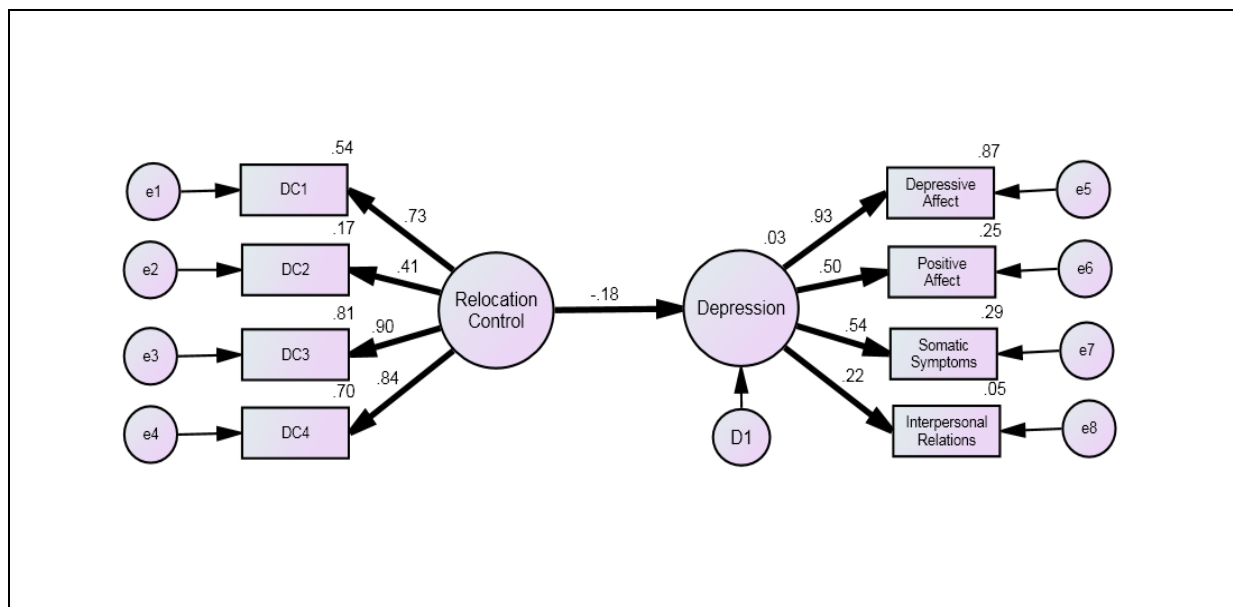 .54
.87
e1
DC1
Depressive
Affect
e5
.73
.93
.17
.03
.25
e2
DC2
.41
.50
Positive
Affect
e6
Relocation
Control
-.18
Depression
.81
.90
.54
.29
e3
DC3
Somatic
Symptoms
e7
.70
.84
.22
.05
e4
DC4
D1
Interpersonal
Relations
e8